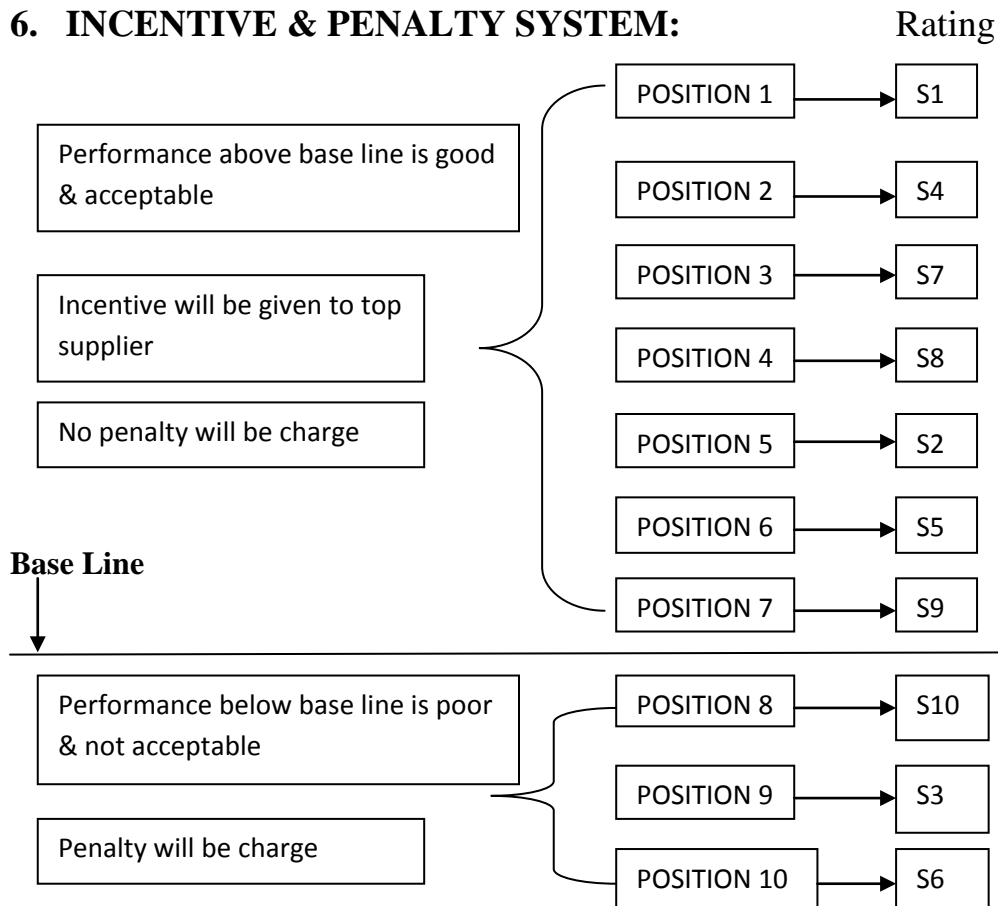 6. INCENTIVE & PENALTY SYSTEM: Rating
POSITION 1 S1
Performance above base line is good
& acceptable
POSITION 2 S4
POSITION 3 S7
Incentive will be given to top
supplier
POSITION 4 S8
No penalty will be charge
POSITION 5 S2
POSITION 6 S5
Base Line
POSITION 7 S9
Performance below base line is poor
& not acceptable
POSITION 8 S10
POSITION 9 S3
Penalty will be charge
POSITION 10 S6